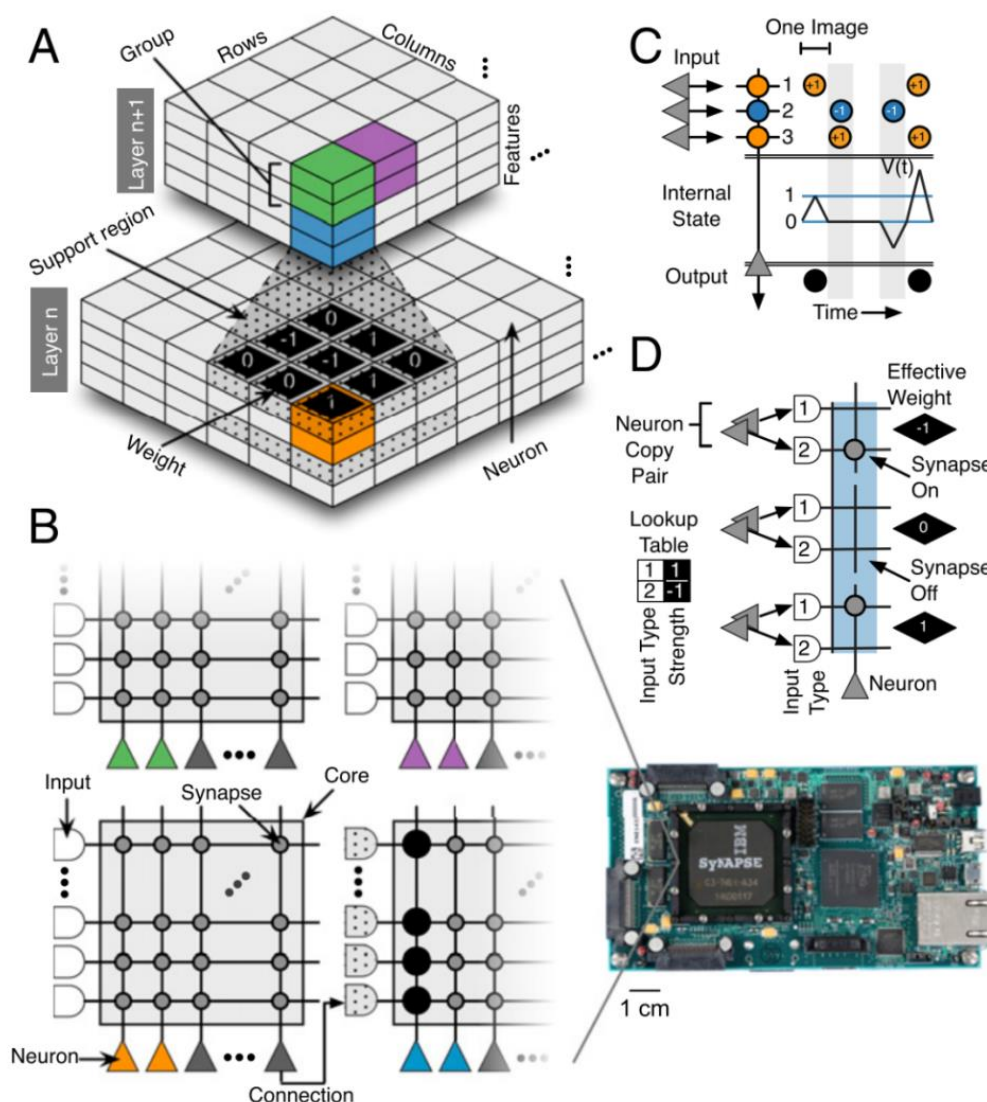 A
Group
Rows
Columns
Layer n+1
Features
Support region
Layer n
0
-1
1
0
-1
0
0
1
1
Weight
Neuron
B
Input
Synapse
Core
Neuron
Connection
C
One Image
Input
1
2
3
+1
-1
-1
+1
+1
+1
V(t)
Internal
State
1
0
Output
Time
D
Effective
Weight
Neuron
Copy
Pair
1
2
-1
Synapse
On
Lookup
Table
1 1
2 -1
Input Type
Strength
1
2
0
Synapse
Off
1
2
1
Input
Type
Neuron
IBM
SyNAPSE
1 cm